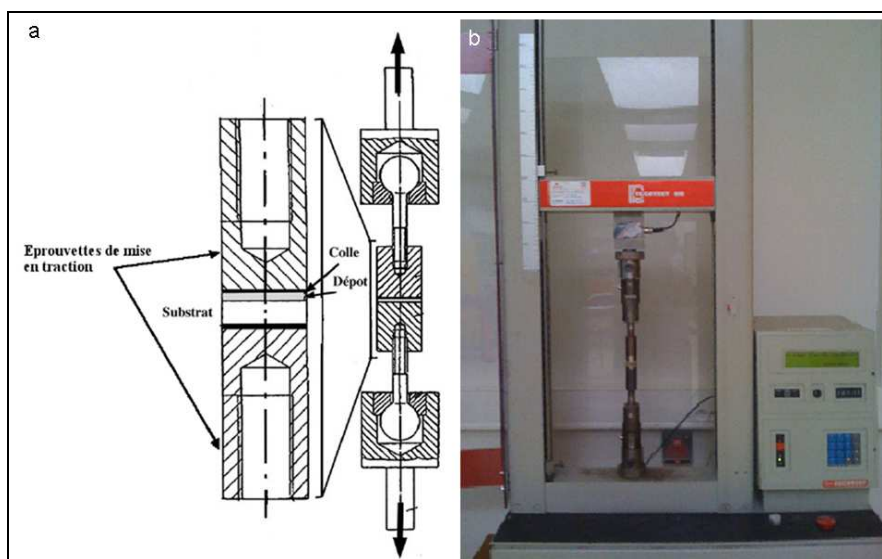 a
b
Eprouvettes de mise
en traction
Colle
Dépot
Substrat